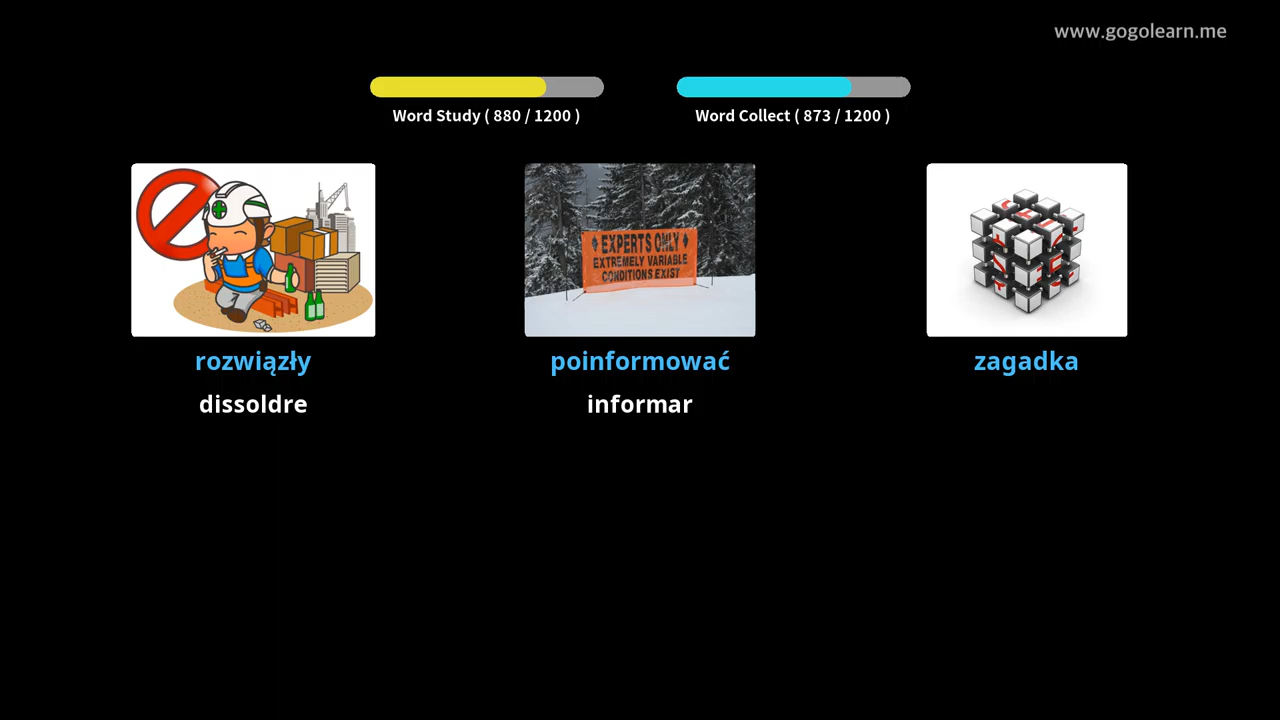 www.gogolearn.me
Word Study ( 880 / 1200 )
Word Collect ( 873 / 1200 )
EXPERTS ONLY
EXTREMELY VARIABLE
CONDITIONS EXIST
rozwiązły
poinformować
zagadka
dissoldre
informar